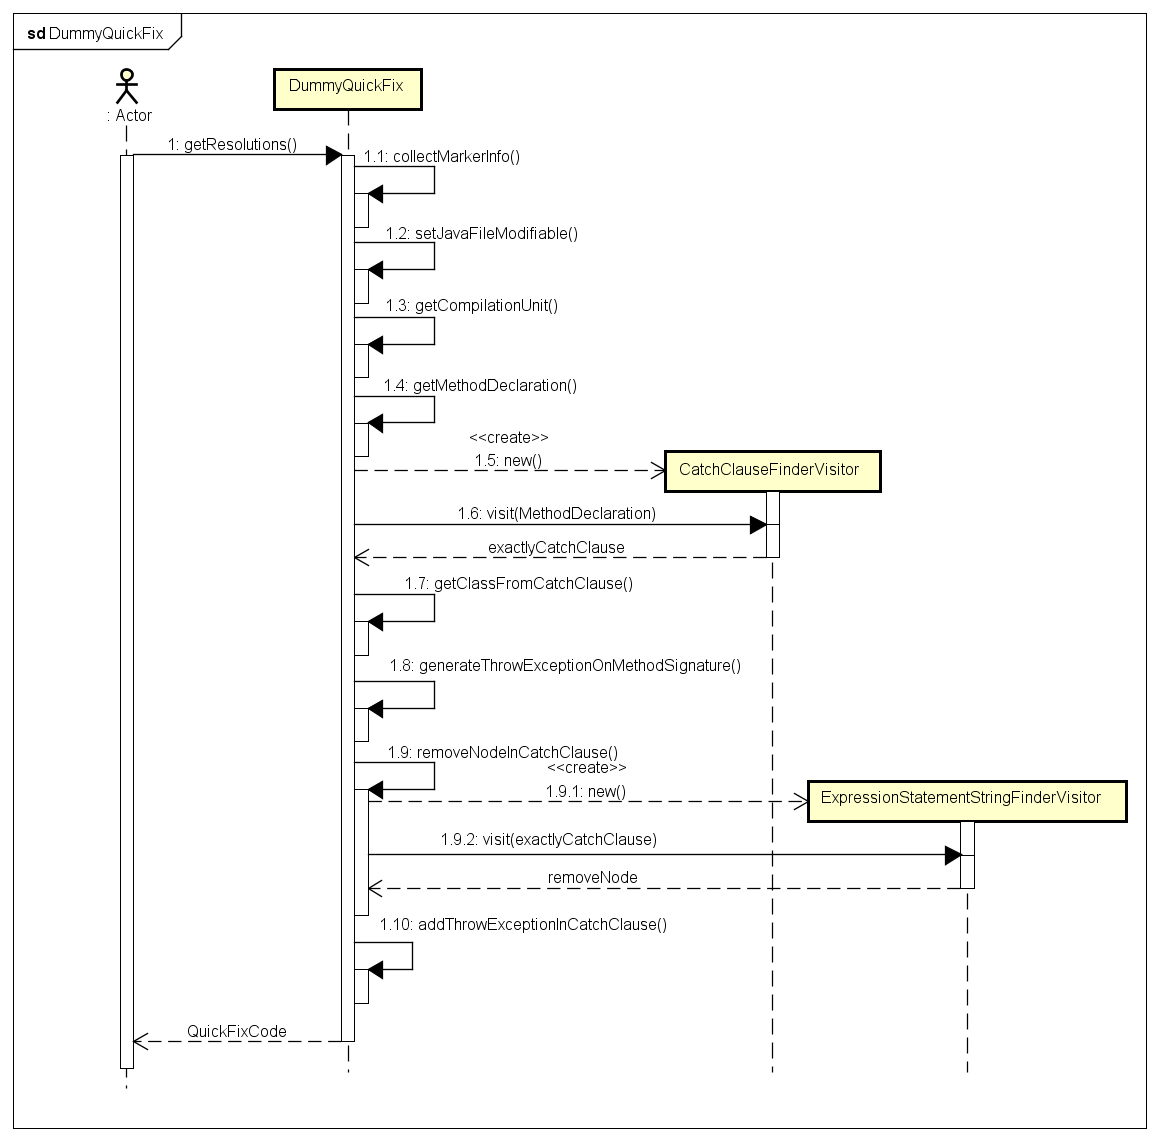 sd DummyQuickFix
DummyQuickFix
: Actor
1: getResolutions()
1.1: collectMarkerInfo()
1.2: setJavaFileModifiable()
1.3: getCompilationUnit()
1.4: getMethodDeclaration()
<<create>>
1.5: new()
CatchClauseFinderVisitor
1.6: visit(MethodDeclaration)
exactlyCatchClause
1.7: getClassFromCatchClause()
1.8: generateThrowExceptionOnMethodSignature()
1.9: removeNodeInCatchClause()
<<create>>
1.9.1: new()
ExpressionStatementStringFinderVisitor
1.9.2: visit(exactlyCatchClause)
removeNode
1.10: addThrowExceptionInCatchClause()
QuickFixCode